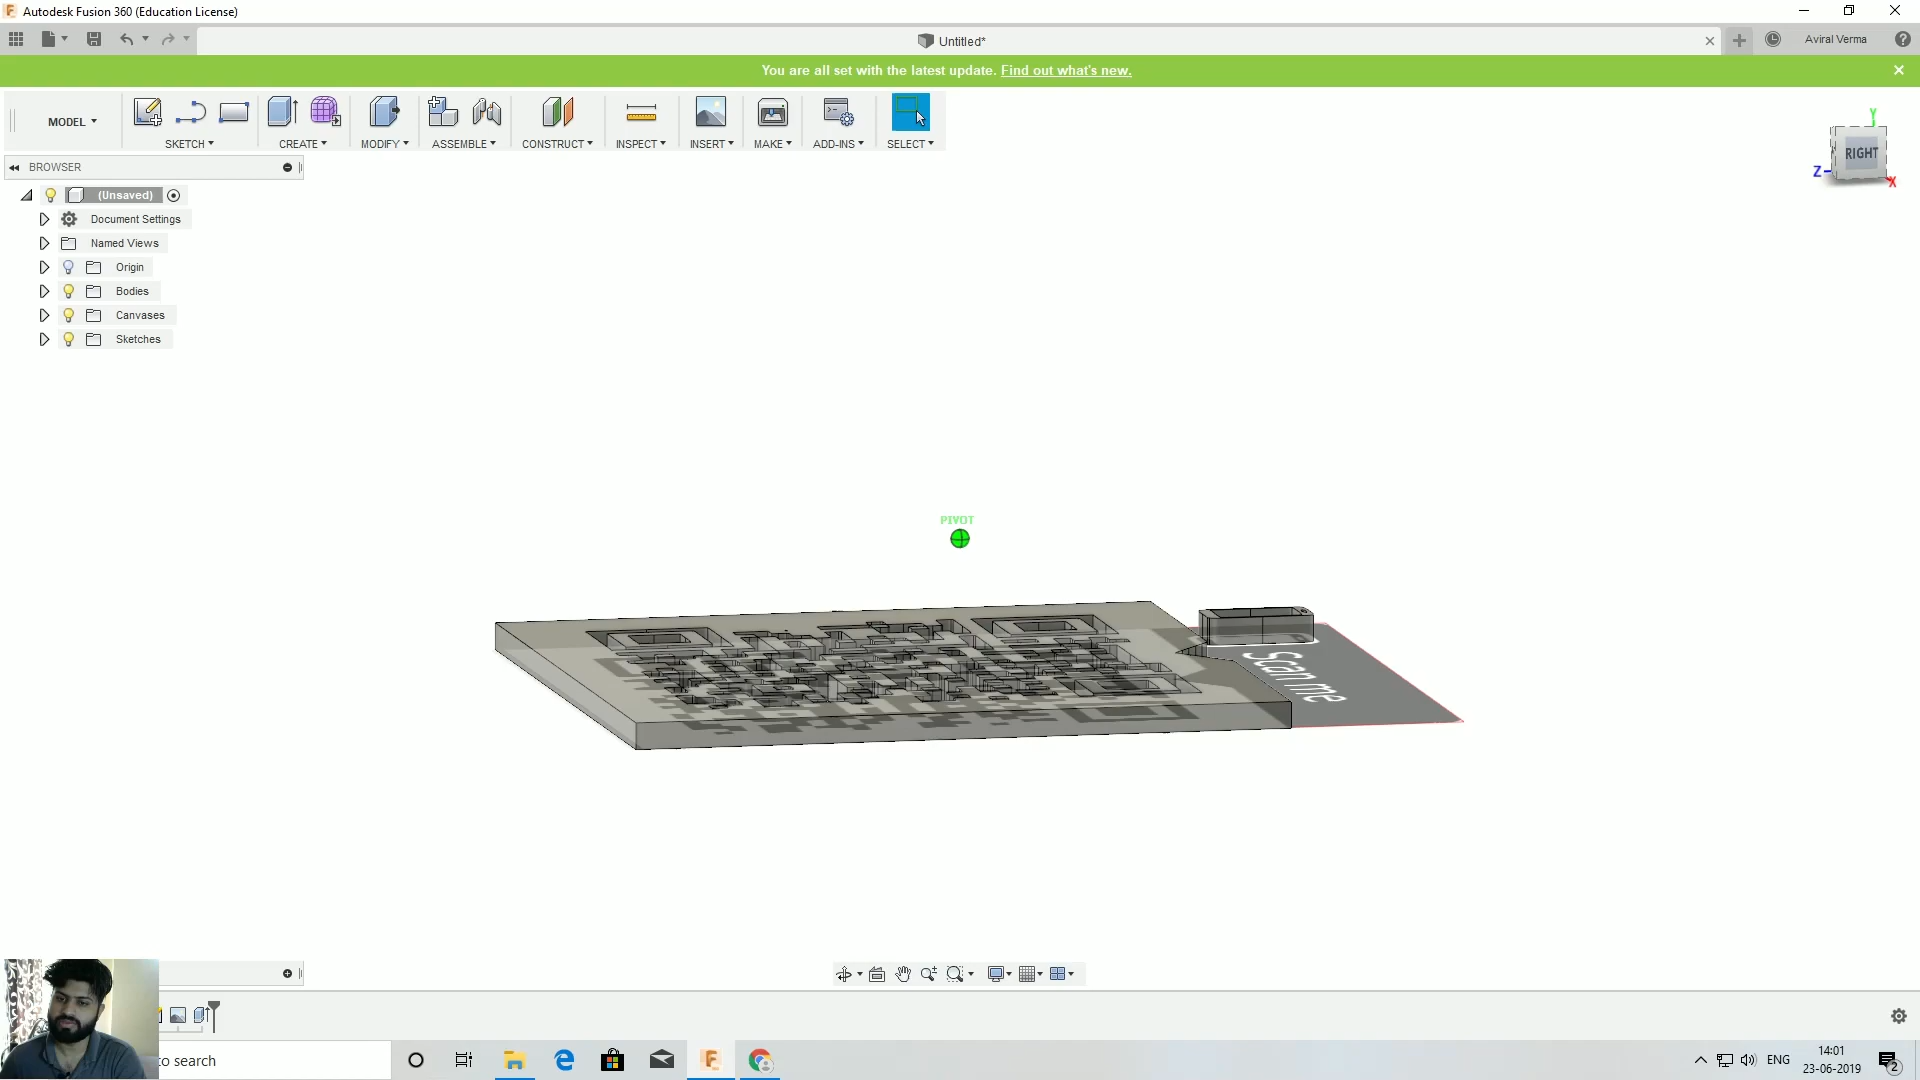 Autodesk Fusion 360 (Education License)
Untitled*
Aviral Verma
You are all set with the latest update. Find out what's new.
MODEL
SKETCH
CREATE
MODIFY
ASSEMBLE
CONSTRUCT
INSPECT
INSERT
MAKE
ADD-INS
SELECT
BROWSER
(Unsaved)
Document Settings
Named Views
Origin
Bodies
Canvases
Sketches
Y
RIGHT
Z
X
PIVOT
Scan me
to search
ENG
14:01
23-06-2019
2